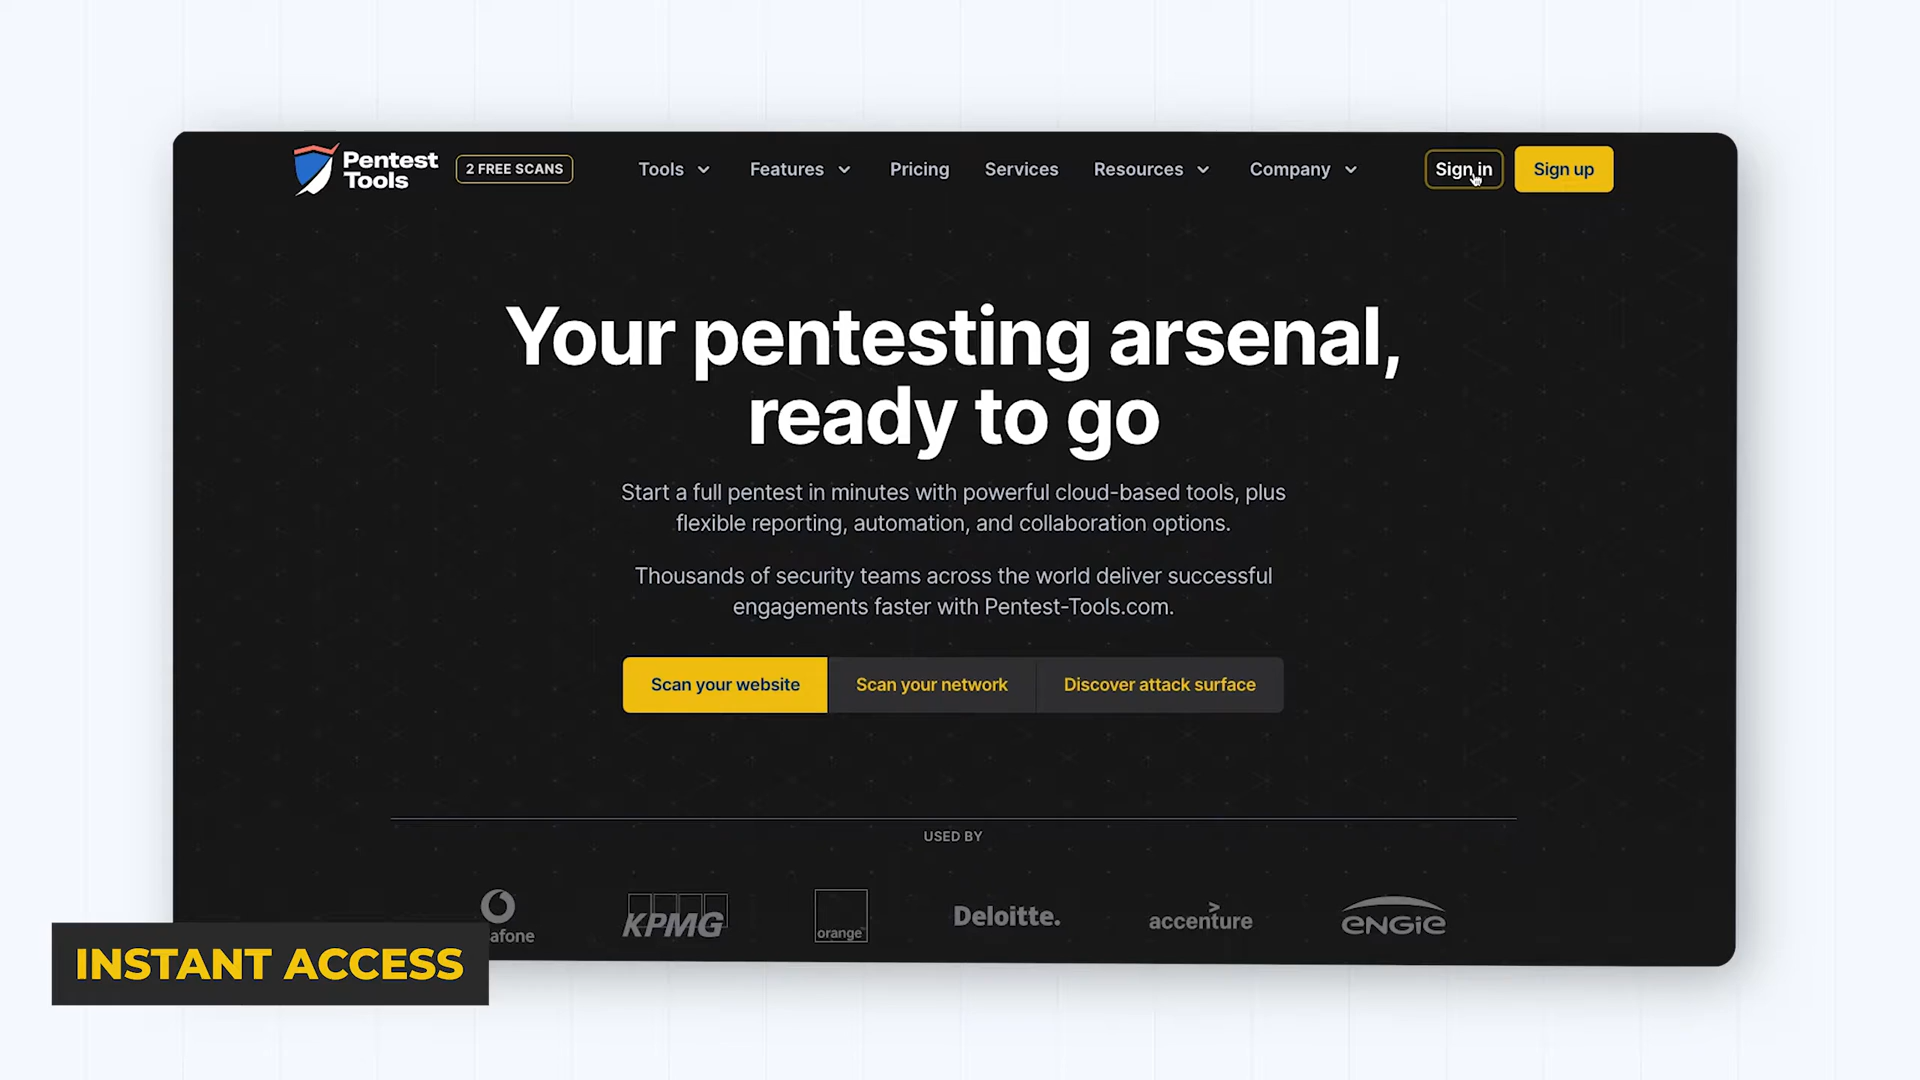 Pentest
Tools
2 FREE SCANS
Tools
Features
Pricing
Services
Resources
Company
Sign in
Sign up
Your pentesting arsenal,
ready to go
Start a full pentest in minutes with powerful cloud-based tools, plus
flexible reporting, automation, and collaboration options.
Thousands of security teams across the world deliver successful
engagements faster with Pentest-Tools.com.
Scan your website
Scan your network
Discover attack surface
USED BY
afone
KPMG
orange™
Deloitte.
accenture
ENGIE
INSTANT ACCESS